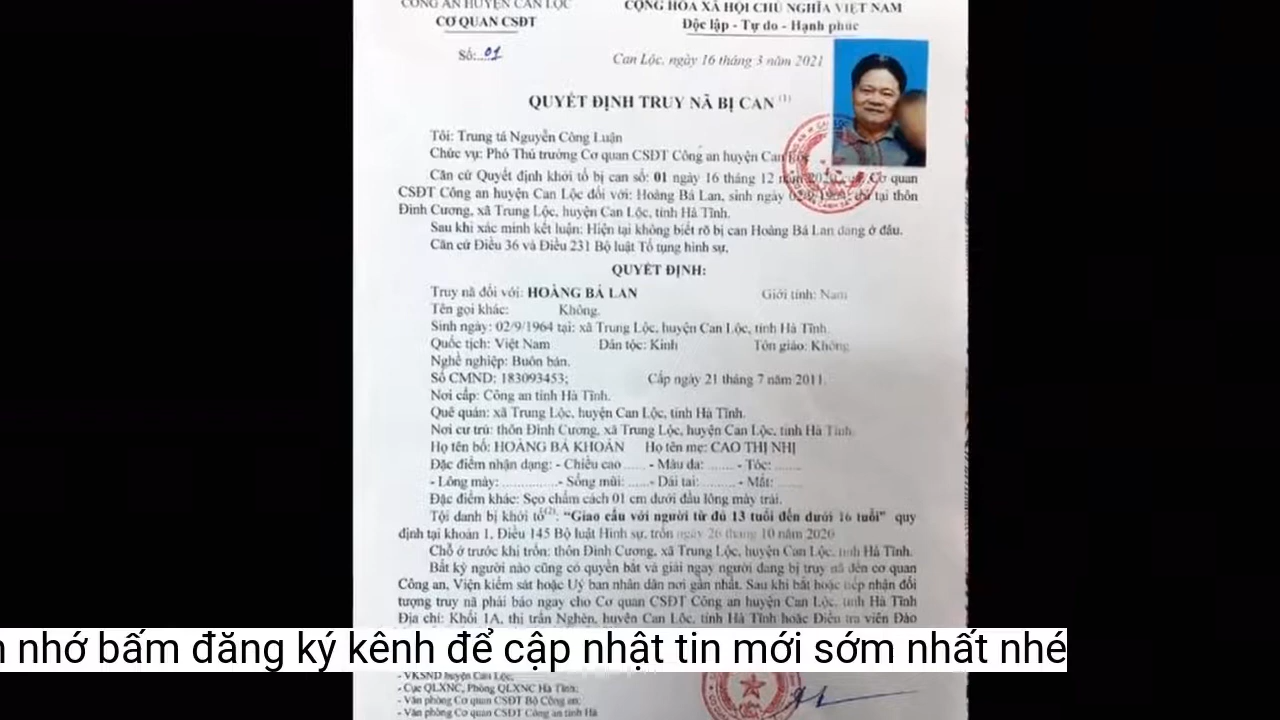 CÔNG AN HUYỆN CAN LỘC
CƠ QUAN CSĐT
Số:....01
CỘNG HÒA XÃ HỘI CHỦ NGHĨA VIỆT NAM
Độc lập - Tự do - Hạnh phúc
Can Lộc, ngày 16 tháng 3 năm 2021
QUYẾT ĐỊNH TRUY NÃ BỊ CAN (1)
Tôi: Trung tá Nguyễn Công Luận
Chức vụ: Phó Thủ trưởng Cơ quan CSĐT Công an huyện Can Lộc
Căn cứ Quyết định khởi tố bị can số: 01 ngày 16 tháng 12 năm Cơ quan
CSĐT Công an huyện Can Lộc đối với: Hoàng Bá Lan, sinh ngày 02/9/1964; tại thôn
Đình Cương, xã Trung Lộc, huyện Can Lộc, tỉnh Hà Tĩnh.
Sau khi xác minh kết luận: Hiện tại không biết rõ bị can Hoàng Bá Lan đang ở đâu.
Căn cứ Điều 36 và Điều 231 Bộ luật Tố tụng hình sự,
QUYẾT ĐỊNH:
Truy nã đối với: HOÀNG BÁ LAN Giới tính: Nam
Tên gọi khác: Không.
Sinh ngày: 02/9/1964 tại: xã Trung Lộc, huyện Can Lộc, tỉnh Hà Tĩnh.
Quốc tịch: Việt Nam Dân tộc: Kinh Tôn giáo: Không
Nghề nghiệp: Buôn bán.
Số CMND: 183093453; Cấp ngày 21 tháng 7 năm 2011.
Nơi cấp: Công an tỉnh Hà Tĩnh.
Quê quán: xã Trung Lộc, huyện Can Lộc, tỉnh Hà Tĩnh.
Nơi cư trú: thôn Đình Cương, xã Trung Lộc, huyện Can Lộc, tỉnh Hà Tĩnh.
Họ tên bố: HOÀNG BÁ KHOẢN Họ tên mẹ: CAO THỊ NHỊ
Đặc điểm nhận dạng: - Chiều cao ...... - Màu da: ....... - Tóc: .......
- Lông mày: ............... - Sống mũi: ...... - Dái tai: ......... - Mắt: ......
Đặc điểm khác: Sẹo chấm cách 01 cm dưới đầu lông mày trái.
Tội danh bị khởi tố(2): “Giao cấu với người từ đủ 13 tuổi đến dưới 16 tuổi” quy
định tại khoản 1, Điều 145 Bộ luật Hình sự, trốn ngày 26 tháng 10 năm 2020
Chỗ ở trước khi trốn: thôn Đình Cương, xã Trung Lộc, huyện Can Lộc, tỉnh Hà Tĩnh.
Bất kỳ người nào cũng có quyền bắt và giải ngay người đang bị truy nã đến cơ quan
Công an, Viện kiểm sát hoặc Uỷ ban nhân dân nơi gần nhất. Sau khi bắt hoặc tiếp nhận đối
tượng truy nã phải báo ngay cho Cơ quan CSĐT Công an huyện Can Lộc, tỉnh Hà Tĩnh
Địa chỉ: Khối 1A, thị trấn Nghèn, huyện Can Lộc, tỉnh Hà Tĩnh hoặc Điều tra viên Đào
nhớ bấm đăng ký kênh để cập nhật tin mới sớm nhất nhé
- VKSND huyện Can Lộc;
- Cục QLXNC, Phòng QLXNC Hà Tĩnh;
- Văn phòng Cơ quan CSĐT Bộ Công an;
- Văn phòng Cơ quan CSĐT Công an tỉnh Hà